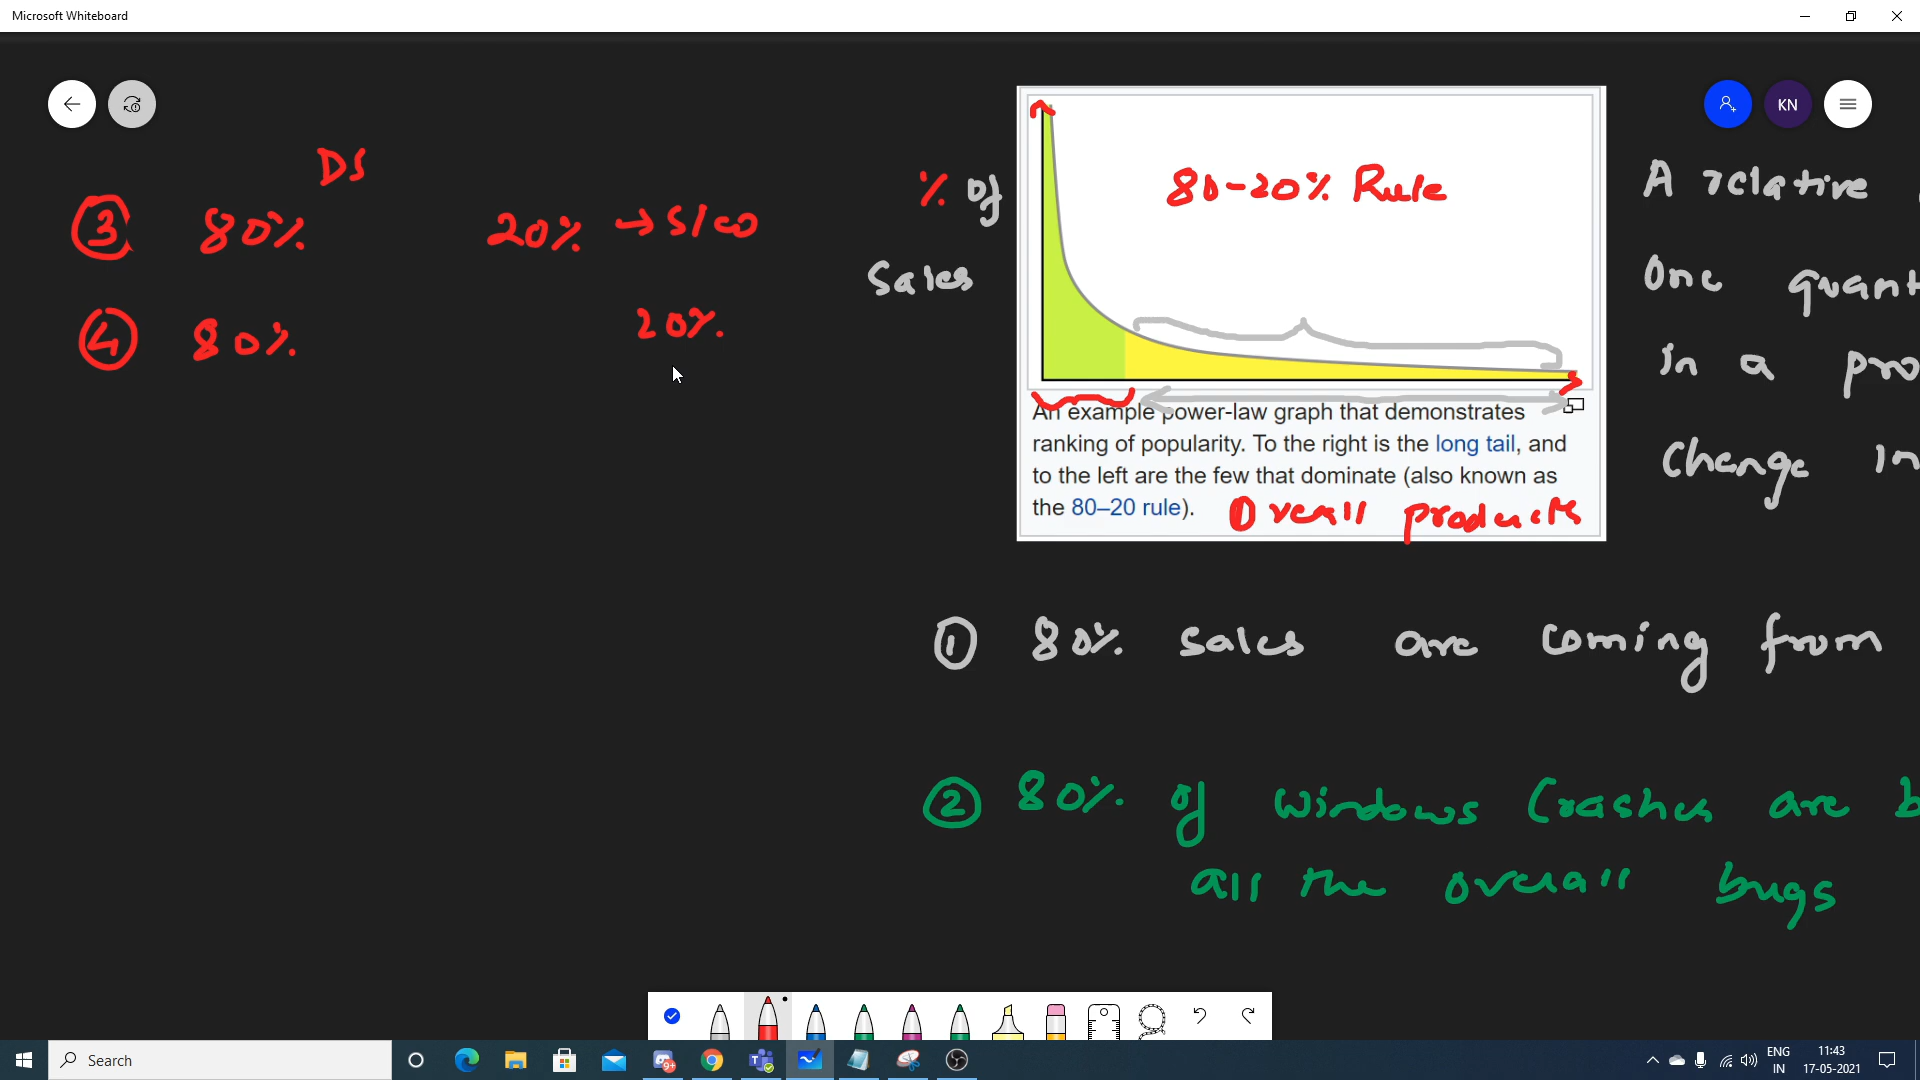 Microsoft Whiteboard
KN
DS
③ 80% 20%
④ 80% 20%.
% of
Sales
80-20% Rule
An example power-law graph that demonstrates
ranking of popularity. To the right is the long tail, and
to the left are the few that dominate (also known as
the 80–20 rule).
Overall products
A relative
One quant
in a pro
Change in
① 80% sales are coming from
② 80% of windows Crashes are b
all the overall bugs
Search
9+
ENG
IN
11:43
17-05-2021